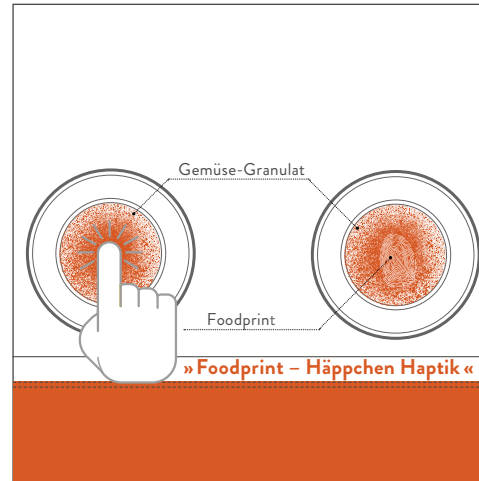 Gemüse-Granulat
Foodprint
» Foodprint – Häppchen Haptik «